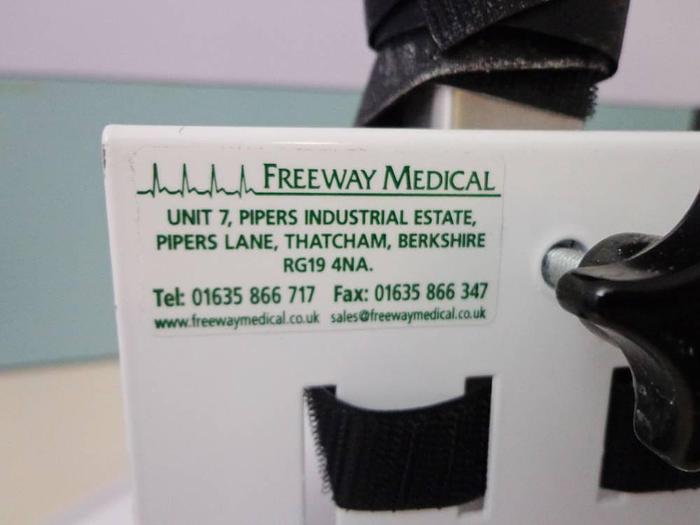 FREEWAY MEDICAL
UNIT 7, PIPERS INDUSTRIAL ESTATE,
PIPERS LANE, THATCHAM, BERKSHIRE
RG19 4NA.
Tel: 01635 866 717 Fax: 01635 866 347
www.freewaymedical.co.uk sales@freewaymedical.co.uk